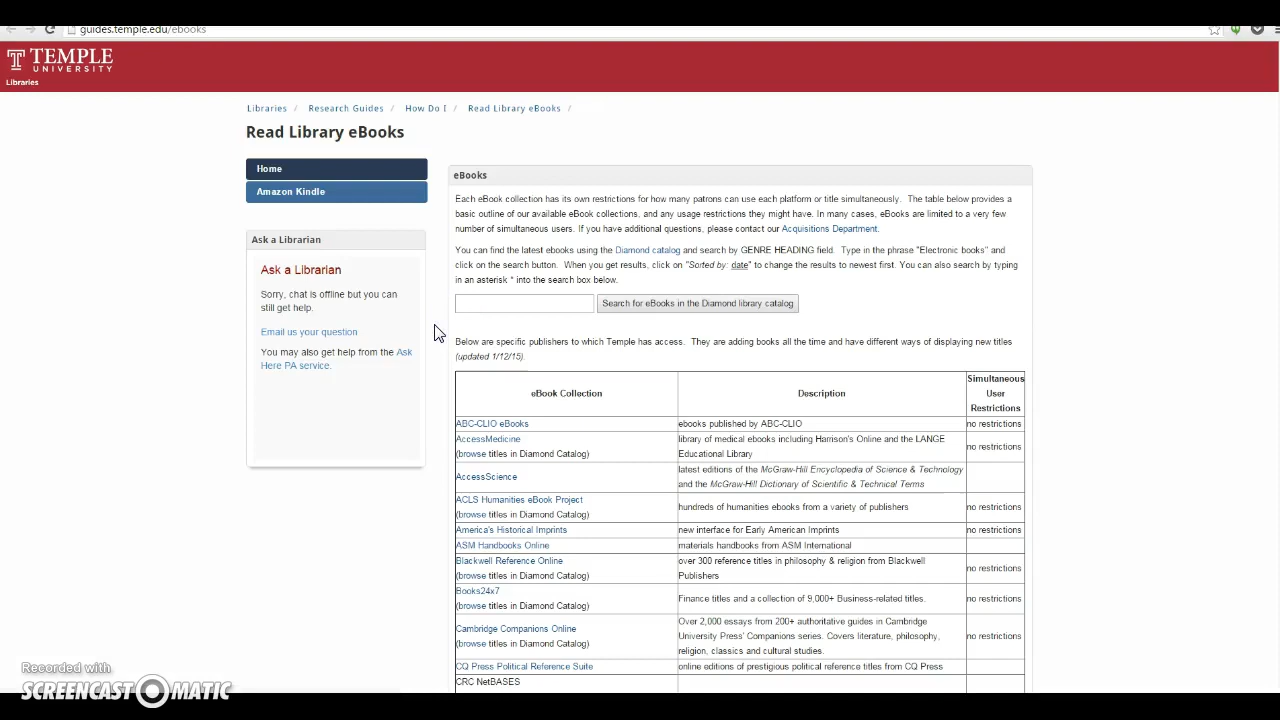 guides.temple.edu/ebooks
TEMPLE
UNIVERSITY
Libraries
Libraries / Research Guides / How Do I / Read Library eBooks /
Read Library eBooks
Home
Amazon Kindle
Ask a Librarian
Ask a Librarian
Sorry, chat is offline but you can
still get help.
Email us your question
You may also get help from the Ask
Here PA service.
eBooks
Each eBook collection has its own restrictions for how many patrons can use each platform or title simultaneously. The table below provides a
basic outline of our available eBook collections, and any usage restrictions they might have. In many cases, eBooks are limited to a very few
number of simultaneous users. If you have additional questions, please contact our Acquisitions Department.
You can find the latest ebooks using the Diamond catalog and search by GENRE HEADING field. Type in the phrase "Electronic books" and
click on the search button. When you get results, click on "Sorted by: date" to change the results to newest first. You can also search by typing
in an asterisk * into the search box below.
Search for eBooks in the Diamond library catalog
Below are specific publishers to which Temple has access. They are adding books all the time and have different ways of displaying new titles
(updated 1/12/15).
eBook Collection Description Simultaneous
User
Restrictions
ABC-CLIO eBooks ebooks published by ABC-CLIO no restrictions
AccessMedicine library of medical ebooks including Harrison's Online and the LANGE
(browse titles in Diamond Catalog) Educational Library no restrictions
AccessScience latest editions of the McGraw-Hill Encyclopedia of Science & Technology
and the McGraw-Hill Dictionary of Scientific & Technical Terms
ACLS Humanities eBook Project
(browse titles in Diamond Catalog) hundreds of humanities ebooks from a variety of publishers no restrictions
America's Historical Imprints new interface for Early American Imprints no restrictions
ASM Handbooks Online materials handbooks from ASM International
Blackwell Reference Online over 300 reference titles in philosophy & religion from Blackwell
(browse titles in Diamond Catalog) Publishers no restrictions
Books24x7
(browse titles in Diamond Catalog) Finance titles and a collection of 9,000+ Business-related titles. no restrictions
Cambridge Companions Online Over 2,000 essays from 200+ authoritative guides in Cambridge
(browse titles in Diamond Catalog) University Press' Companions series. Covers literature, philosophy,
religion, classics and cultural studies. no restrictions
CQ Press Political Reference Suite online editions of prestigious political reference titles from CQ Press
CRC NetBASES
Recorded with
SCREENCAST-O-MATIC